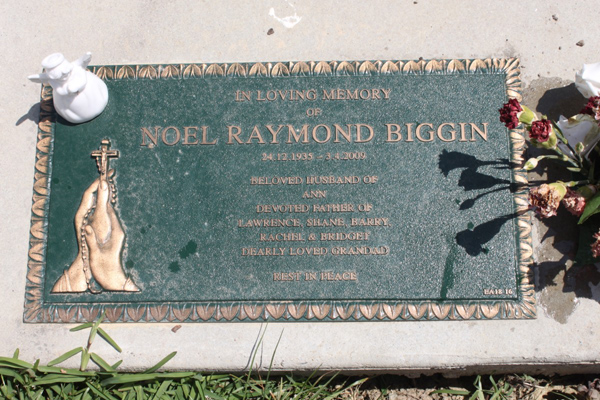 IN LOVING MEMORY
OF
NOEL RAYMOND BIGGIN
24.12.1935 - 3.4.2009
BELOVED HUSBAND OF
ANN
DEVOTED FATHER OF
LAWRENCE, SHANE, BARRY,
RACHEL & BRIDGET
DEARLY LOVED GRANDAD
REST IN PEACE
BA18 16